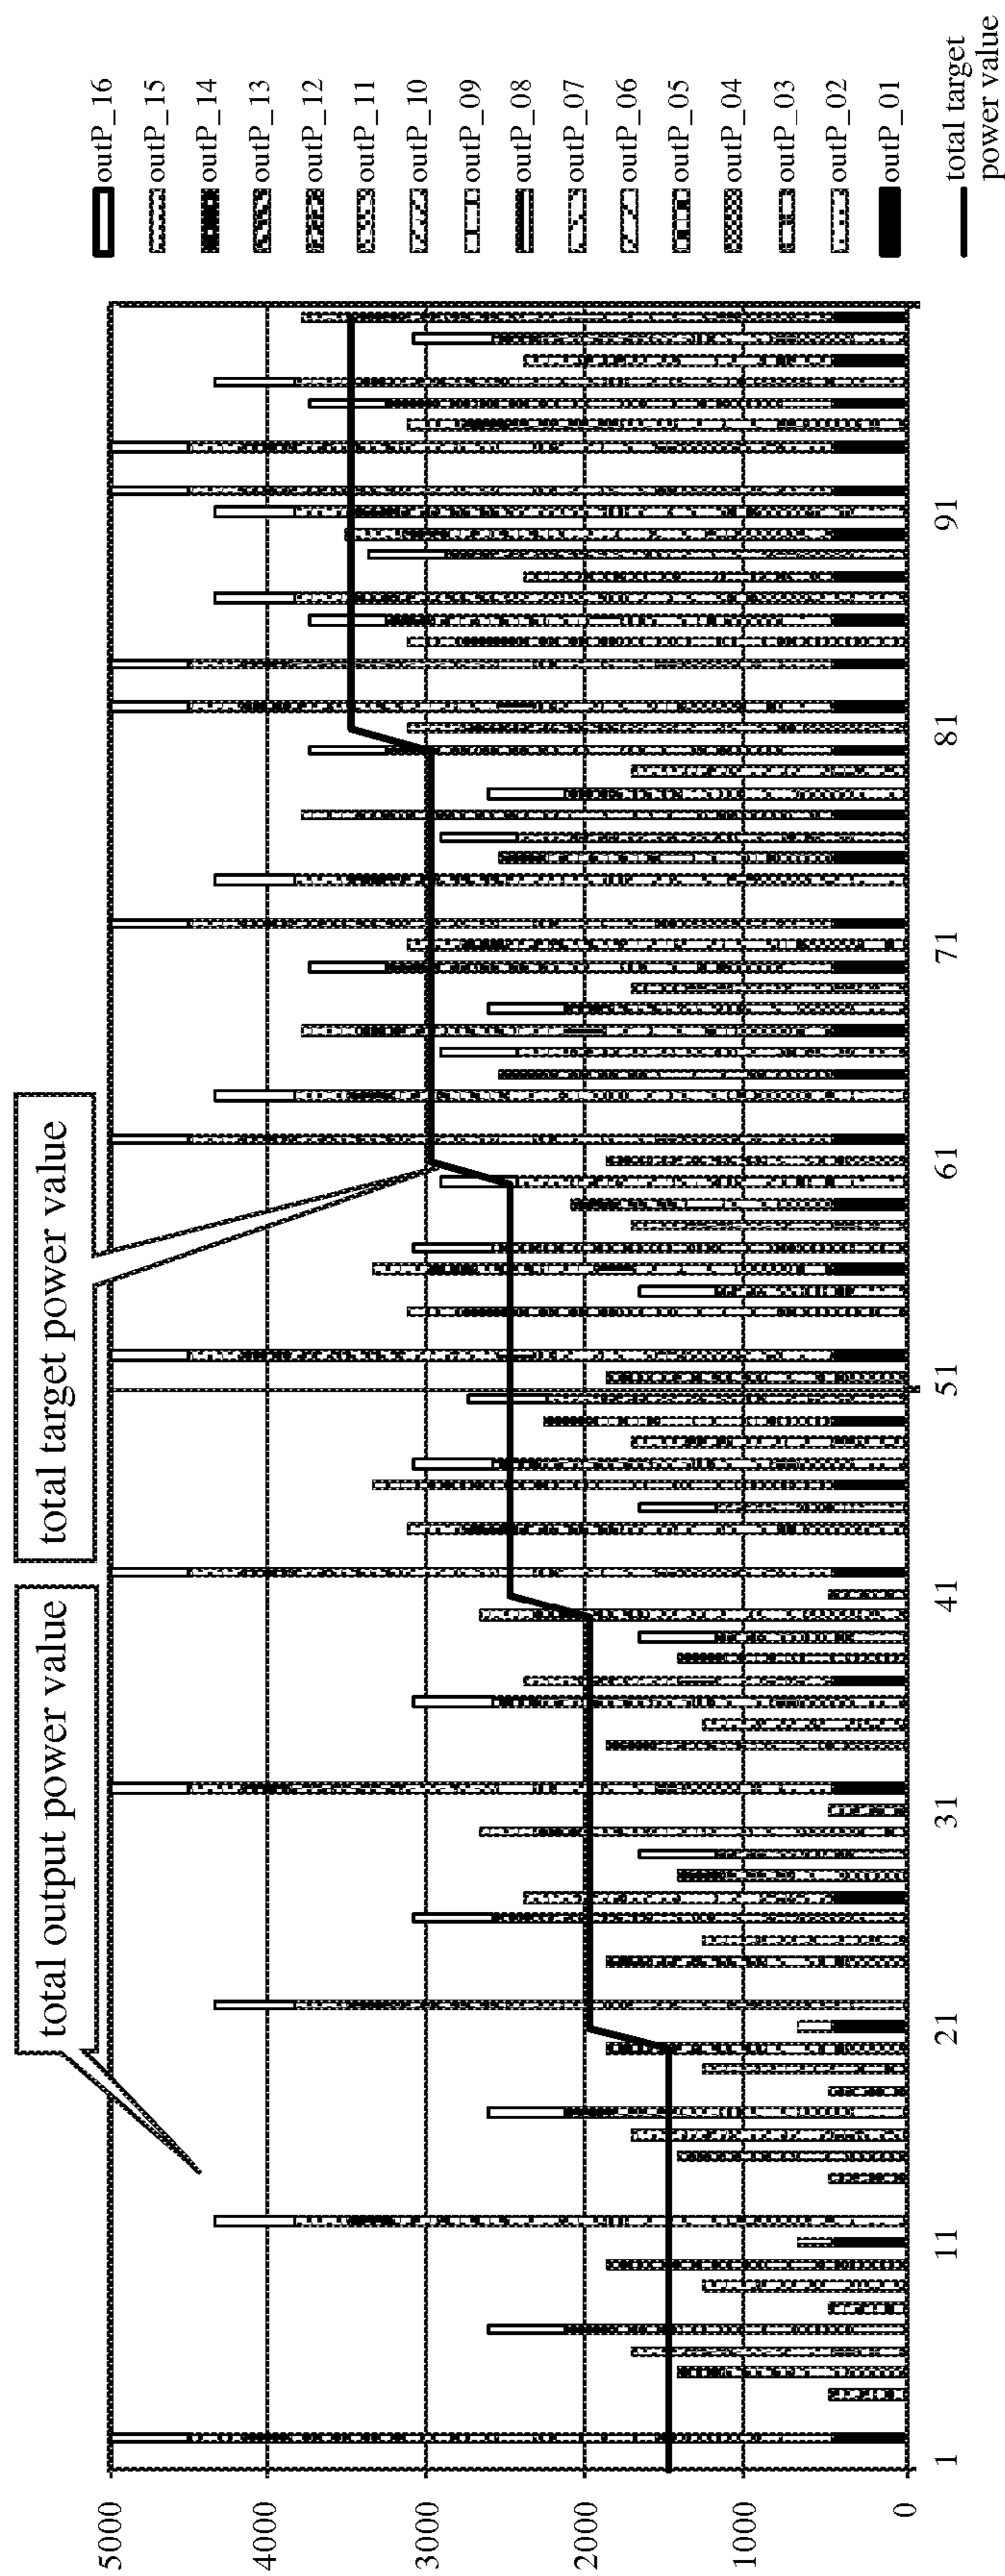 total output power value
total target power value
5000
4000
3000
2000
1000
0
1
11
21
31
41
51
61
71
81
91
outP_16
outP_15
outP_14
outP_13
outP_12
outP_11
outP_10
outP_09
outP_08
outP_07
outP_06
outP_05
outP_04
outP_03
outP_02
outP_01
total target
power value